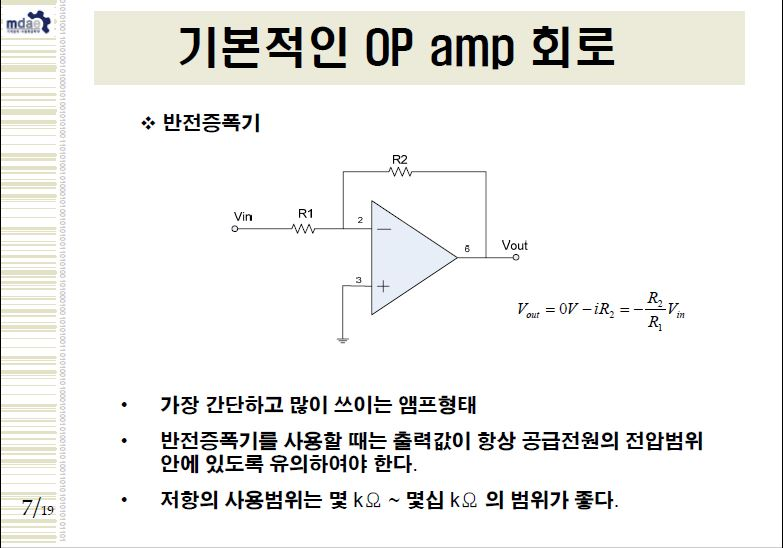 mdae
기본적인 OP amp 회로
❖ 반전증폭기
R2
Vin
R1
2
6
Vout
3
V_out = 0V − iR_2 = − R_2/R_1 V_in
• 가장 간단하고 많이 쓰이는 앰프형태
• 반전증폭기를 사용할 때는 출력값이 항상 공급전원의 전압범위
안에 있도록 유의하여야 한다.
• 저항의 사용범위는 몇 kΩ ~ 몇십 kΩ 의 범위가 좋다.
7/19